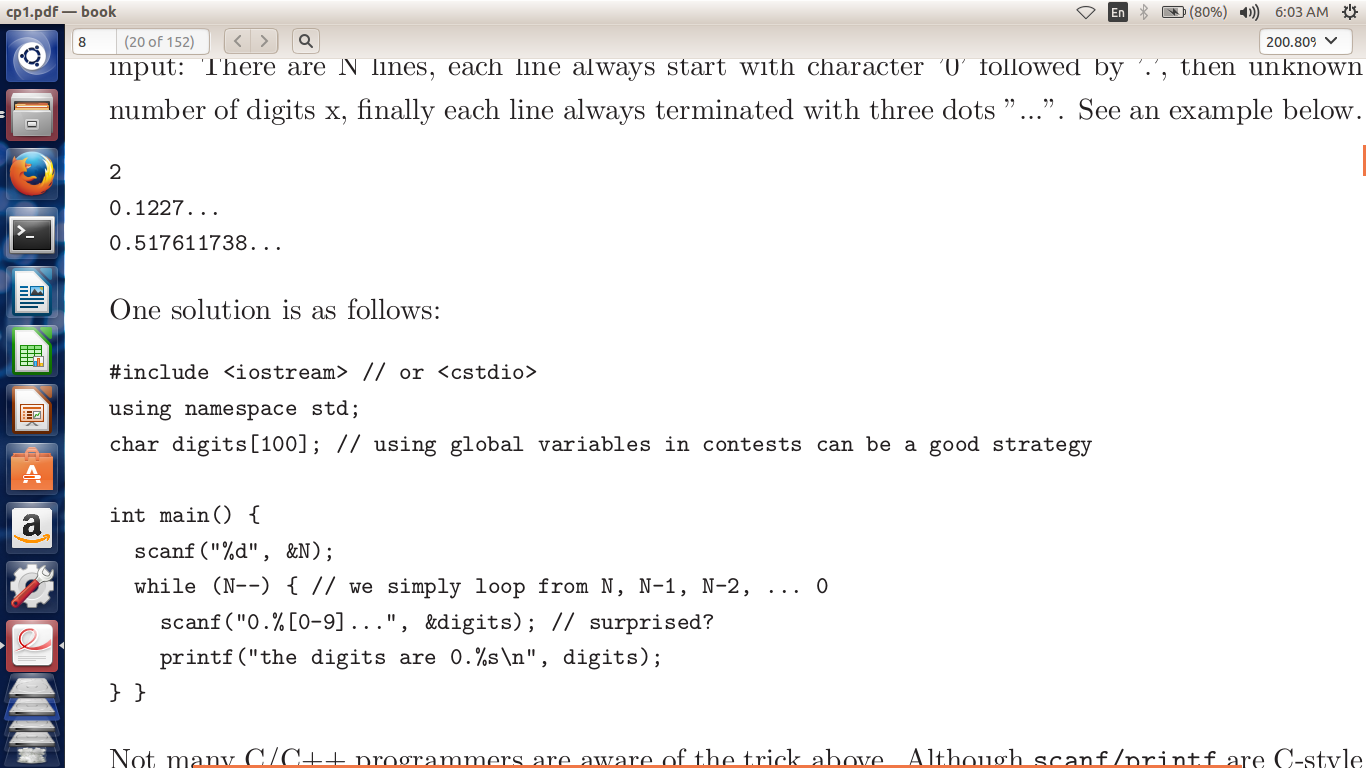 cp1.pdf — book
En
(80%)
6:03 AM
8
(20 of 152)
200.80%
input: There are N lines, each line always start with character '0' followed by '.', then unknown
number of digits x, finally each line always terminated with three dots "...". See an example below.
2
0.1227...
0.517611738...
One solution is as follows:
#include <iostream> // or <cstdio>
using namespace std;
char digits[100]; // using global variables in contests can be a good strategy
int main() {
scanf("%d", &N);
while (N--) { // we simply loop from N, N-1, N-2, ... 0
scanf("0.%[0-9]...", &digits); // surprised?
printf("the digits are 0.%s\n", digits);
} }
Not many C/C++ programmers are aware of the trick above. Although scanf/printf are C-style